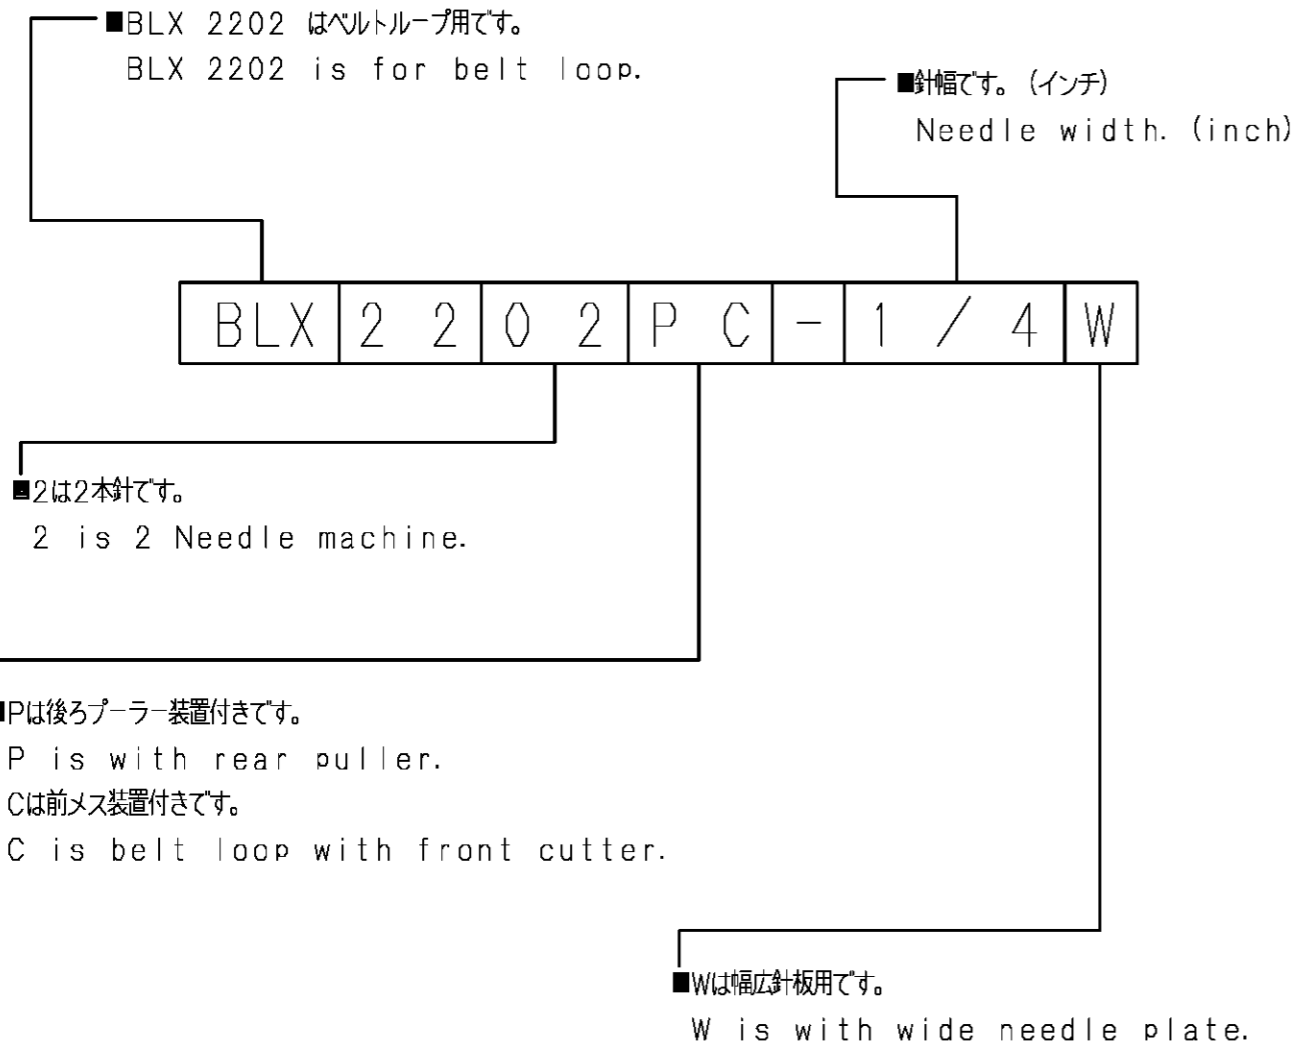 ■BLX 2202 はベルトループ用です。
BLX 2202 is for belt loop.
■針幅です。(インチ)
Needle width. (inch)
BLX 2 2 0 2 P C - 1 / 4 W
■2は2本針です。
2 is 2 Needle machine.
■Pは後ろプーラー装置付きです。
P is with rear puller.
Cは前メス装置付きです。
C is belt loop with front cutter.
■Wは幅広針板用です。
W is with wide needle plate.